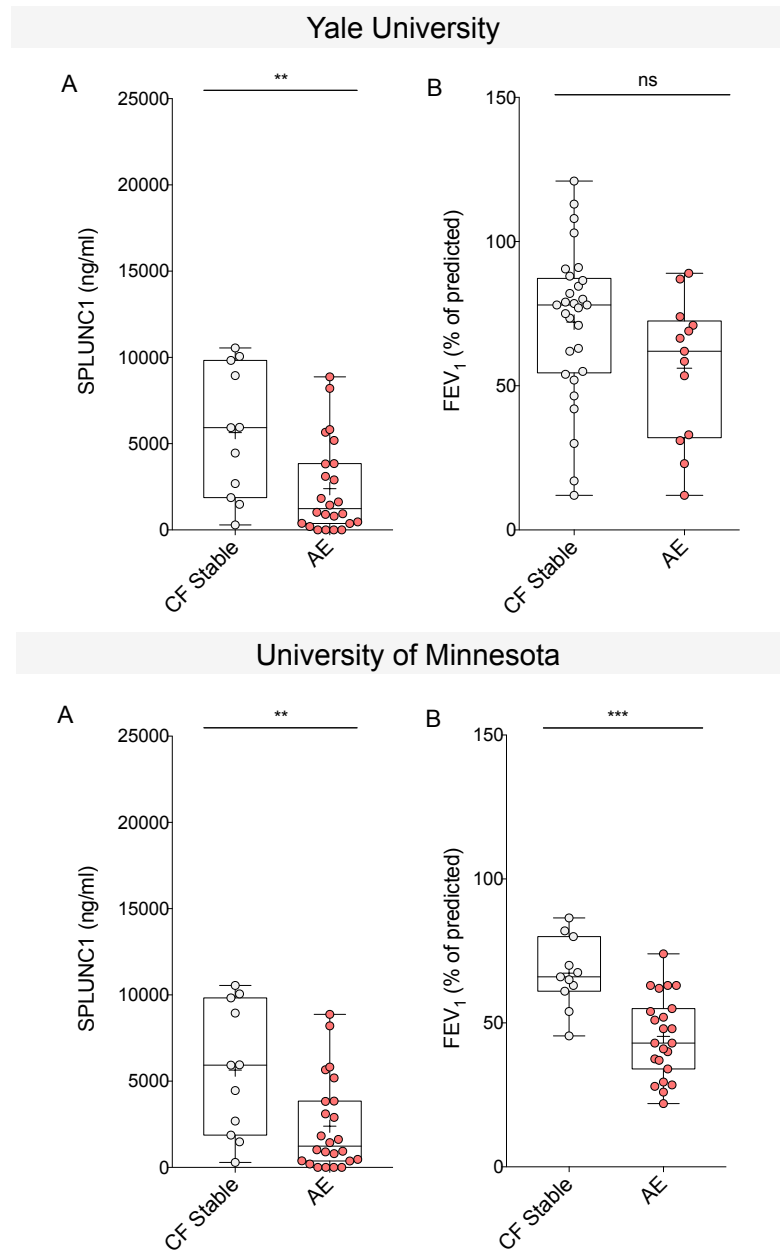 Yale University
A
**
25000
20000
15000
10000
5000
0
SPLUNC1 (ng/ml)
CF Stable
AE
B
ns
150
100
50
0
FEV₁ (% of predicted)
CF Stable
AE
University of Minnesota
A
**
25000
20000
15000
10000
5000
0
SPLUNC1 (ng/ml)
CF Stable
AE
B
***
150
100
50
0
FEV₁ (% of predicted)
CF Stable
AE